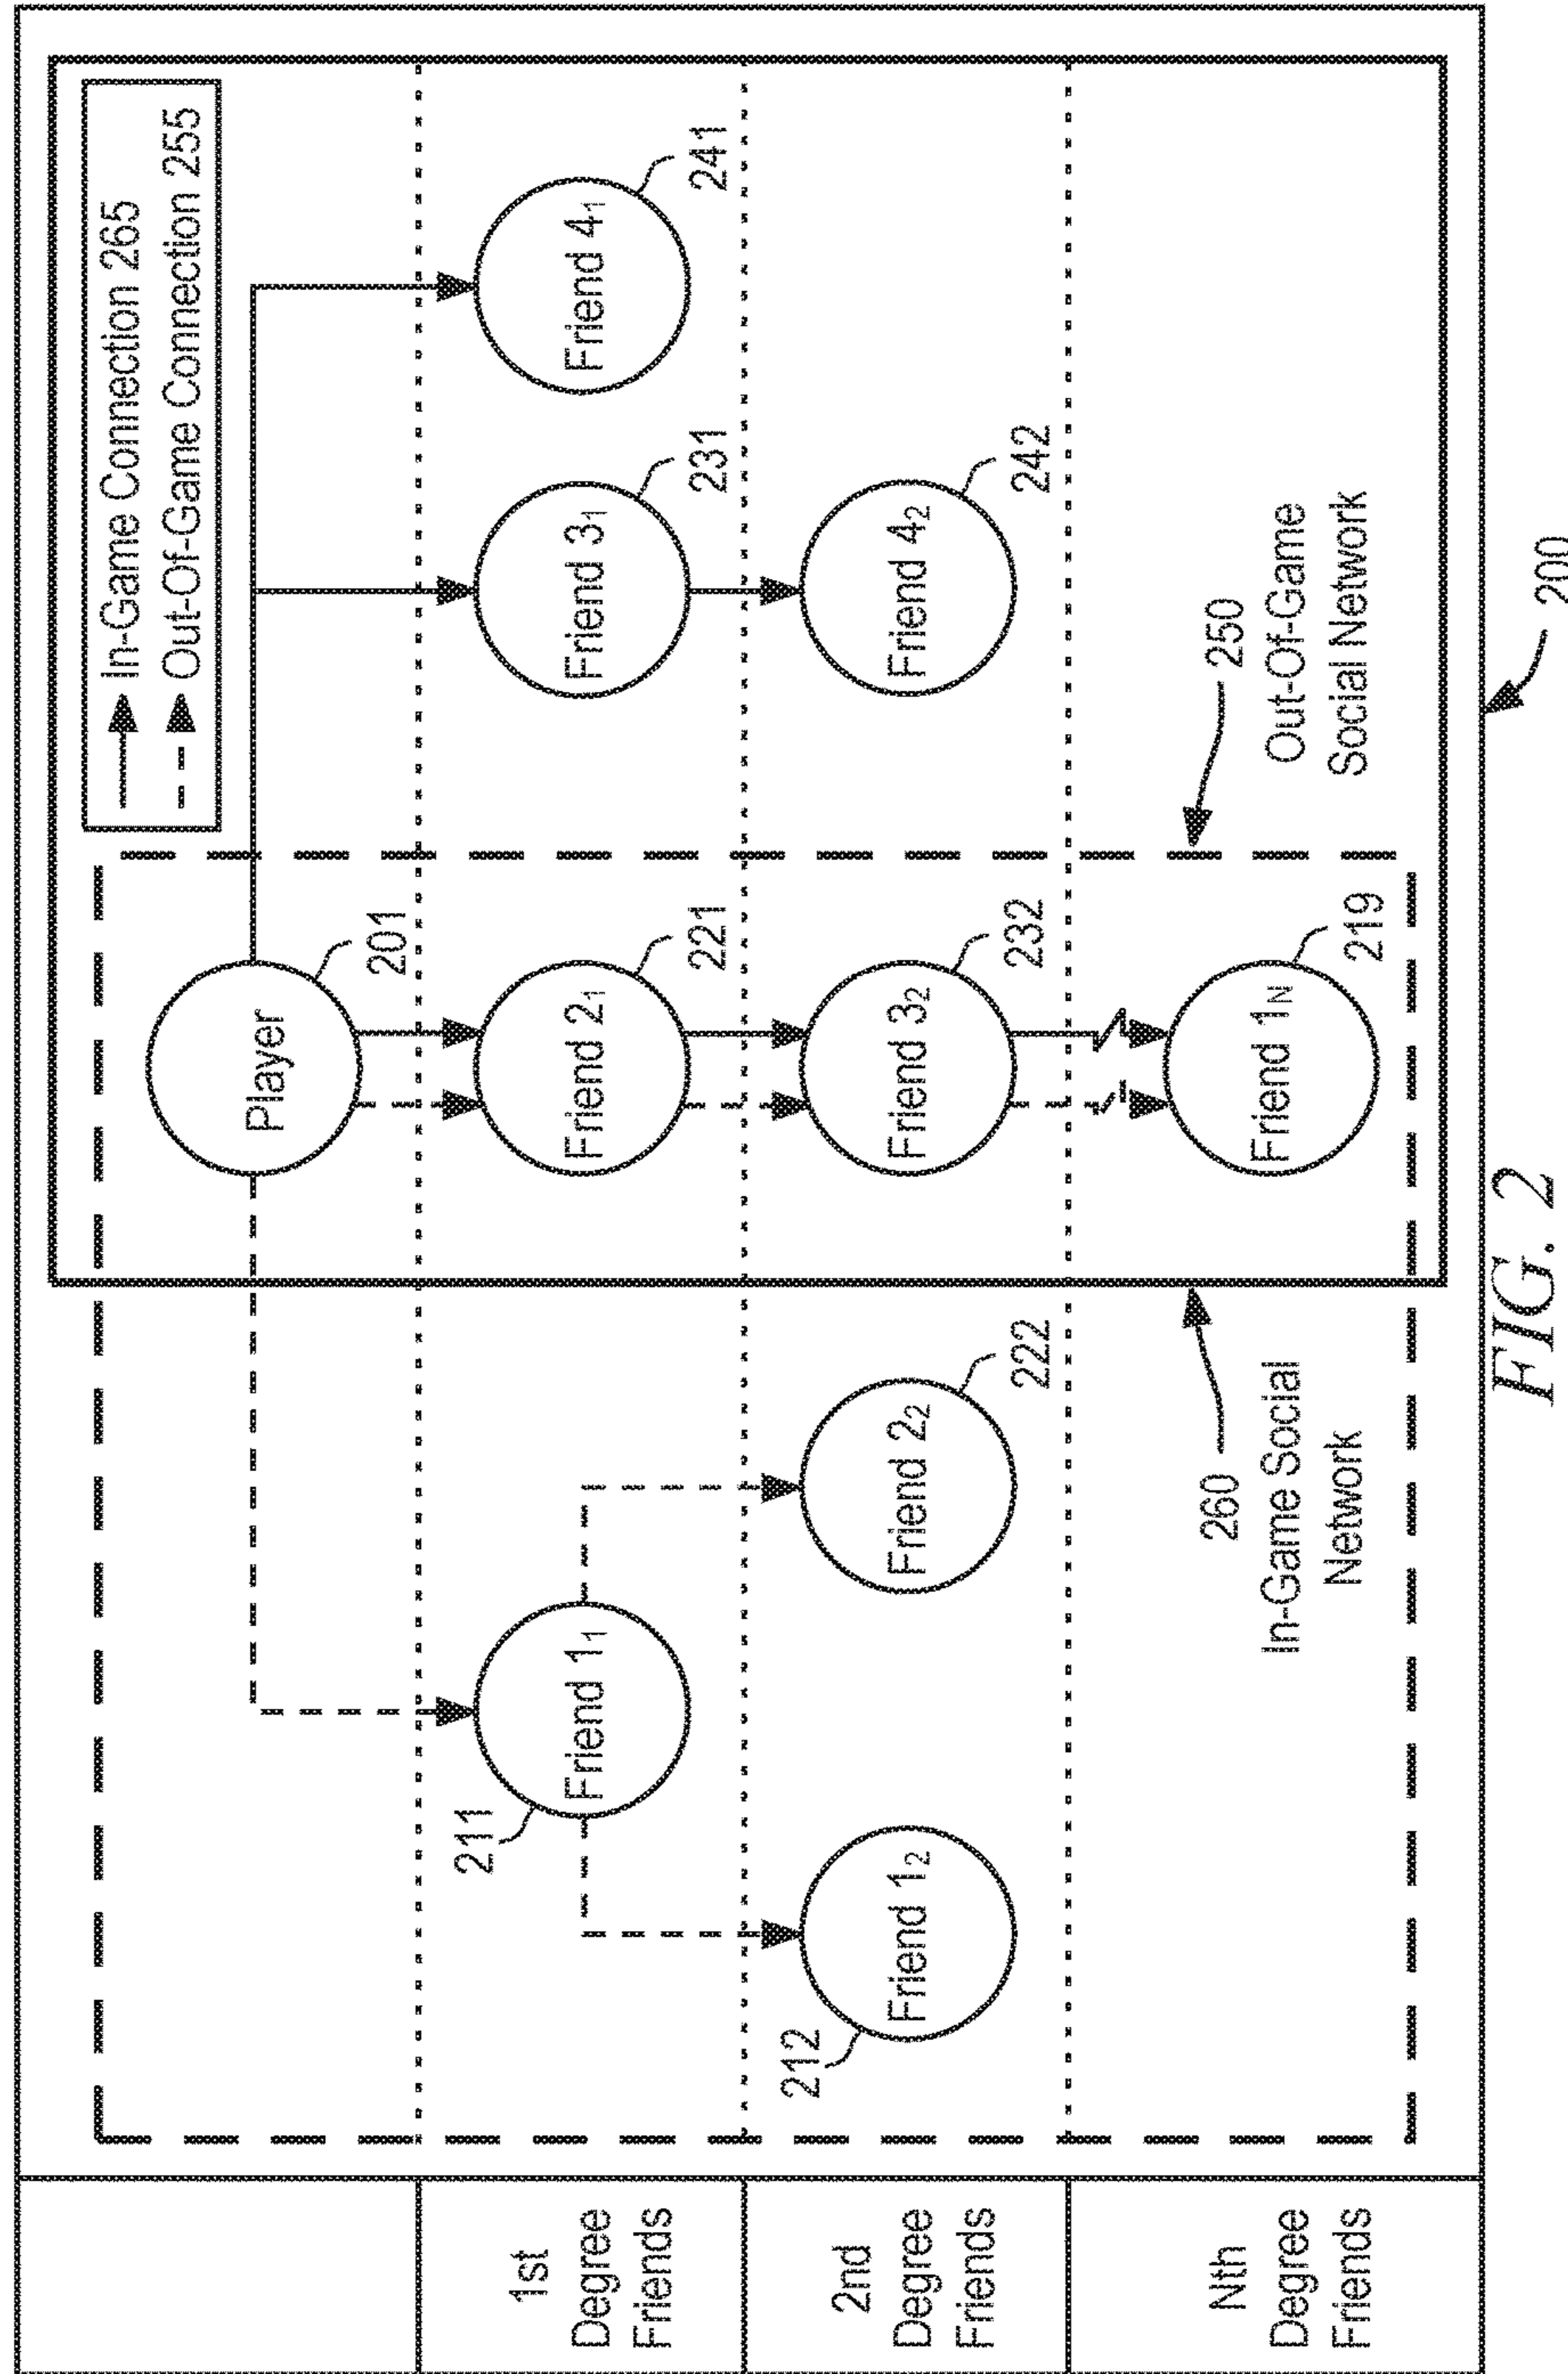 In-Game Connection 265
Out-Of-Game Connection 255
Player
201
1st
Degree
Friends
211
Friend 1₁
Friend 2₁
221
Friend 3₁
231
Friend 4₁
241
2nd
Degree
Friends
212
Friend 1₂
Friend 2₂
222
Friend 3₂
232
Friend 4₂
242
Nth
Degree
Friends
260
In-Game Social
Network
Friend 1N
219
250
Out-Of-Game
Social Network
200
FIG. 2